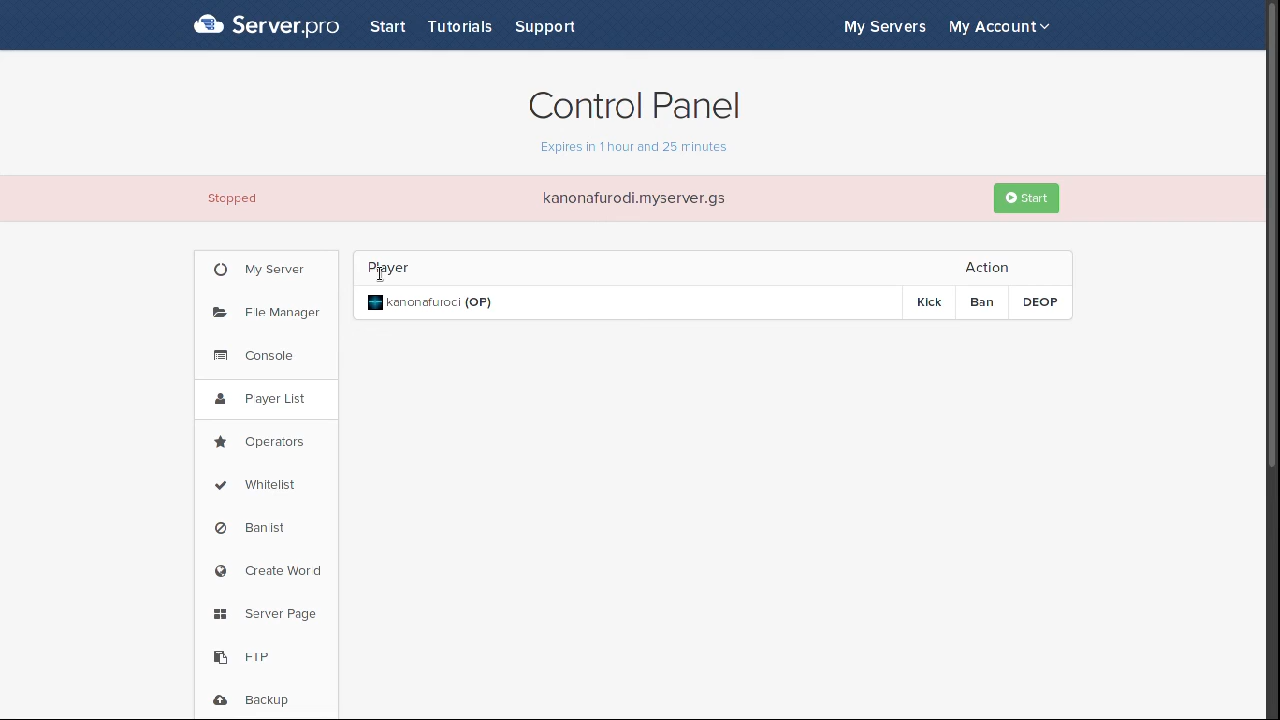 Server.pro
Start
Tutorials
Support
My Servers
My Account
Control Panel
Expires in 1 hour and 25 minutes
Stopped
kanonafurodi.myserver.gs
Start
My Server
File Manager
Console
Player List
Operators
Whitelist
Banlist
Create World
Server Page
FTP
Backup
Player
Action
kanonafurodi (OP)
Kick
Ban
DEOP